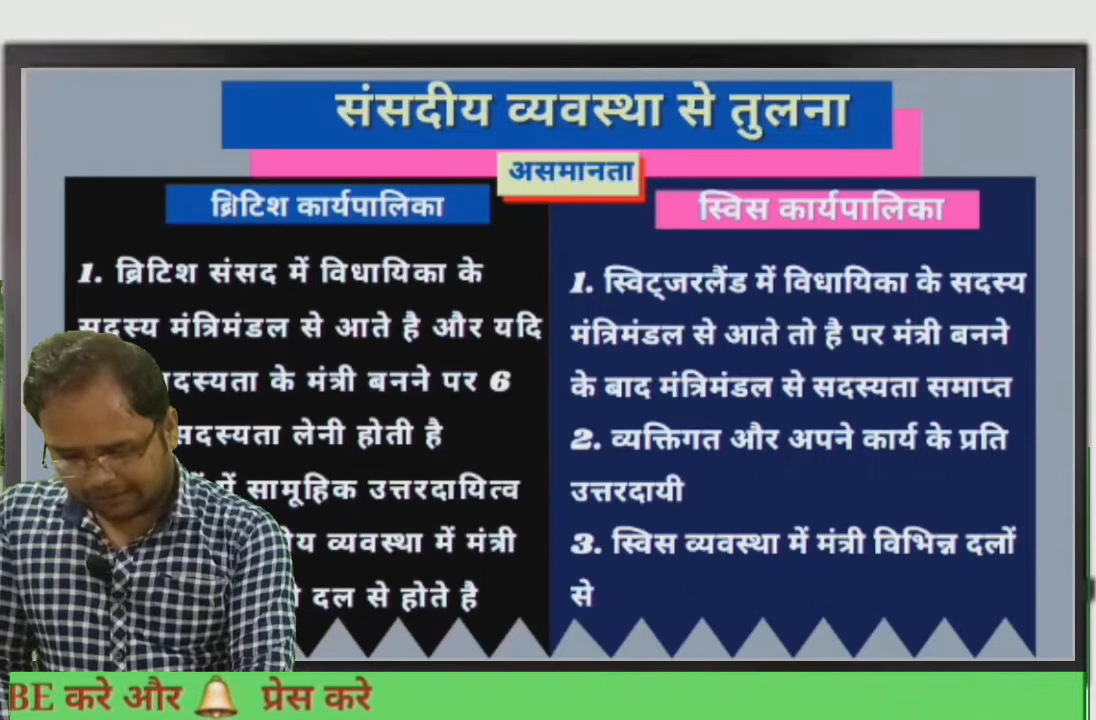 संसदीय व्यवस्था से तुलना
असमानता
ब्रिटिश कार्यपालिका
1. ब्रिटिश संसद में विधायिका के
सदस्य मंत्रिमंडल से आते है और यदि
दस्यता के मंत्री बनने पर 6
सदस्यता लेनी होती है
में सामूहिक उत्तरदायित्व
य व्यवस्था में मंत्री
दल से होते है
स्विस कार्यपालिका
1. स्विट्जरलैंड में विधायिका के सदस्य
मंत्रिमंडल से आते तो है पर मंत्री बनने
के बाद मंत्रिमंडल से सदस्यता समाप्त
2. व्यक्तिगत और अपने कार्य के प्रति
उत्तरदायी
3. स्विस व्यवस्था में मंत्री विभिन्न दलों
से
BE करे और प्रेस करे